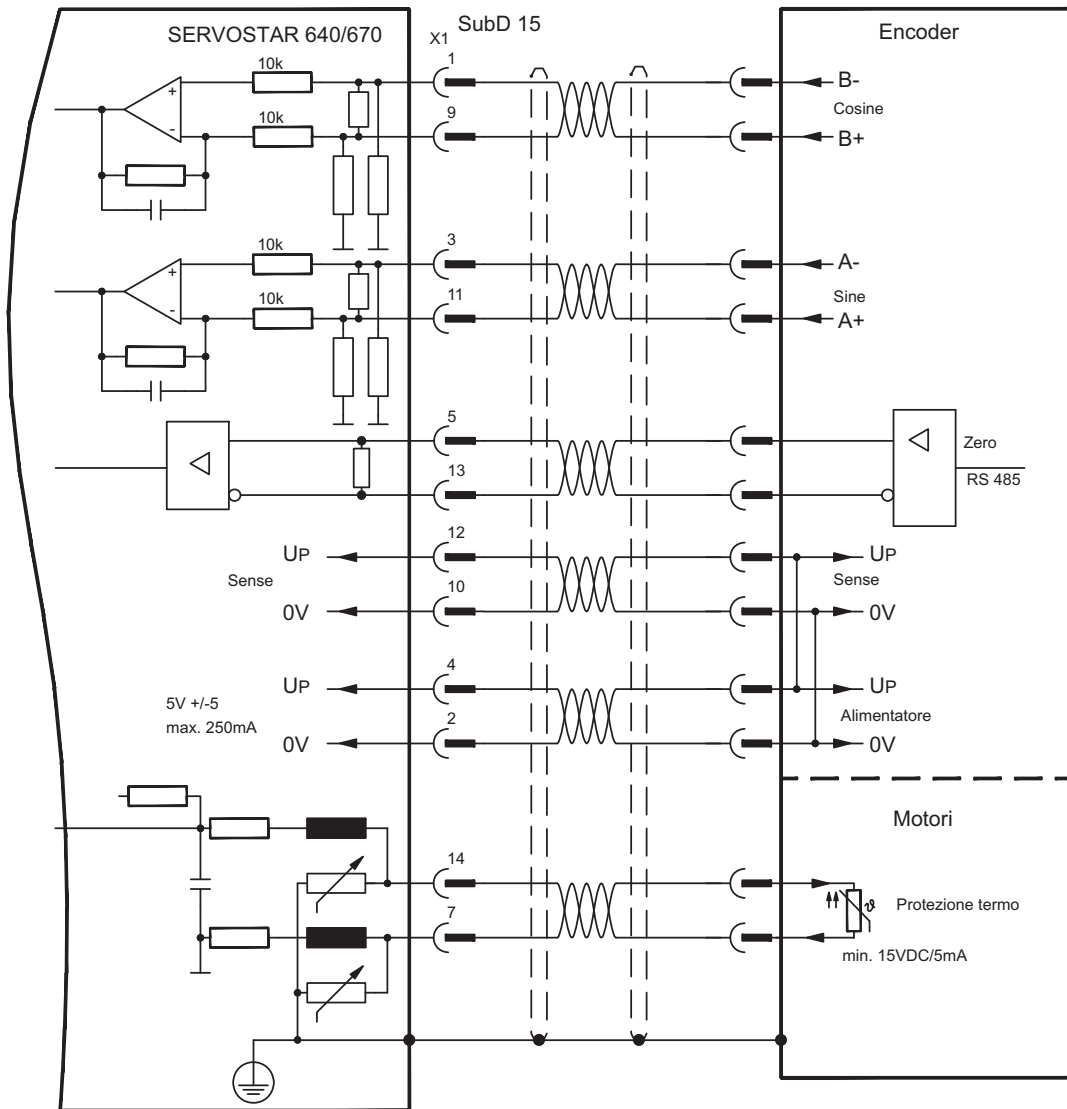 SERVOSTAR 640/670
SubD 15
Encoder
X1
10k
1
B-
Cosine
10k
9
B+
+
-
10k
3
A-
Sine
10k
11
A+
+
-
5
Zero
13
RS 485
UP
12
UP
Sense
Sense
0V
10
0V
UP
4
UP
5V +/-5
max. 250mA
Alimentatore
0V
2
0V
Motori
14
ϑ
Protezione termo
7
min. 15VDC/5mA